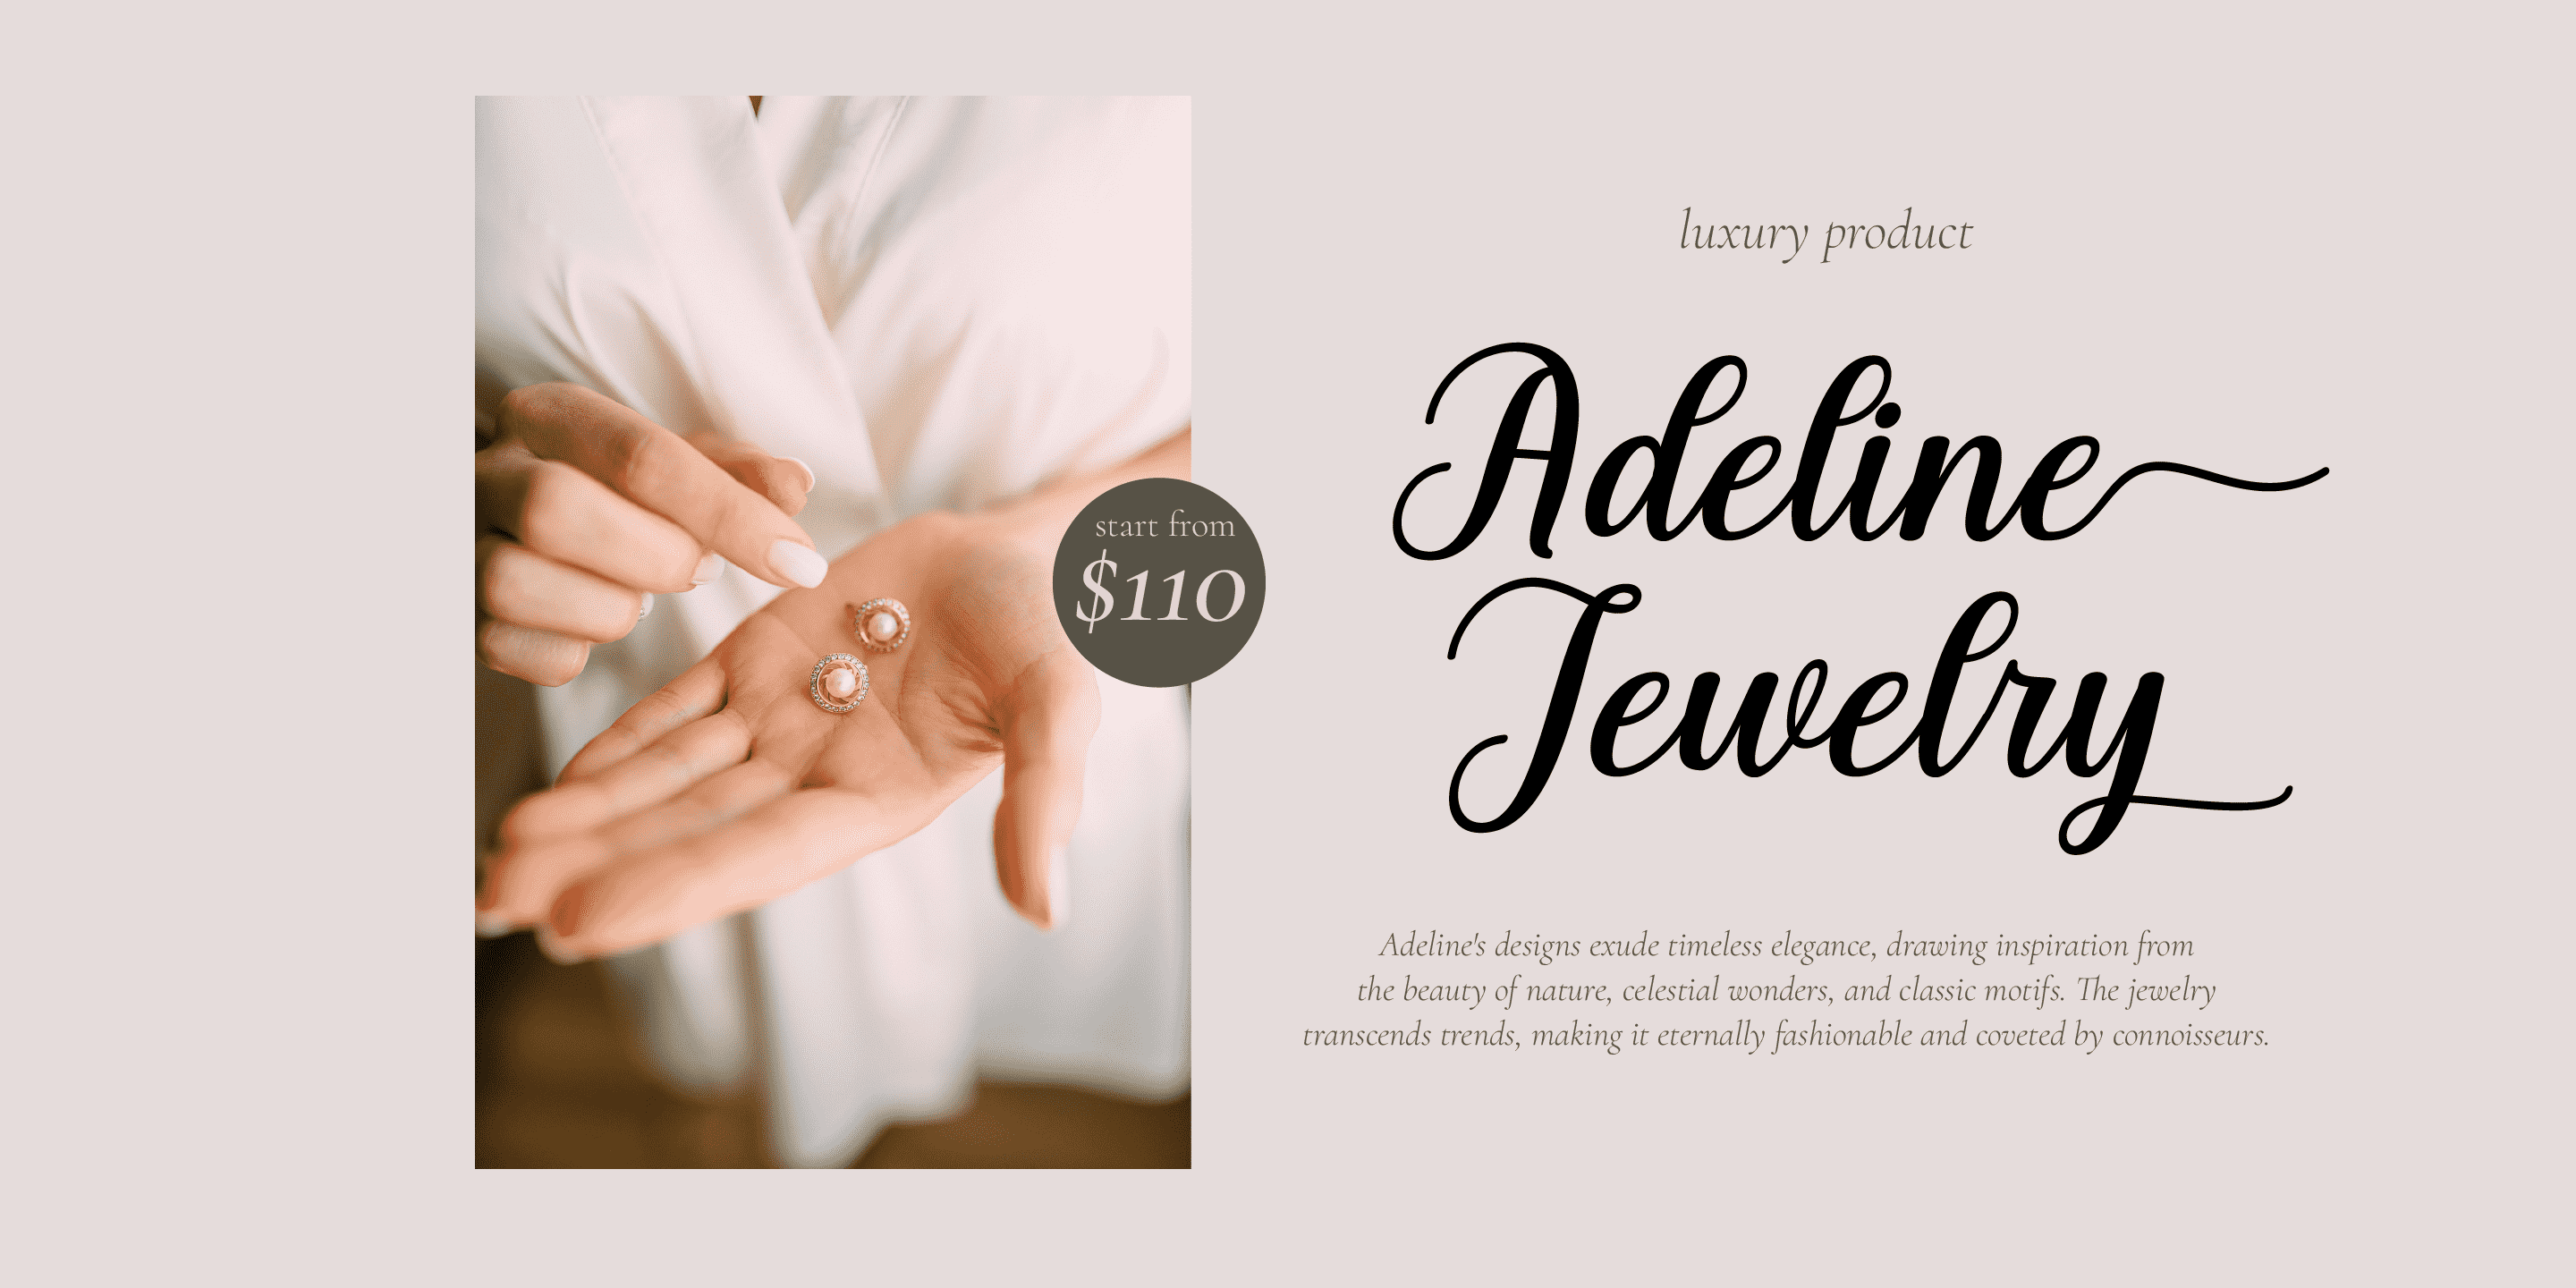 luxury product
Adeline
Jewelry
start from
$110
Adeline's designs exude timeless elegance, drawing inspiration from
the beauty of nature, celestial wonders, and classic motifs. The jewelry
transcends trends, making it eternally fashionable and coveted by connoisseurs.